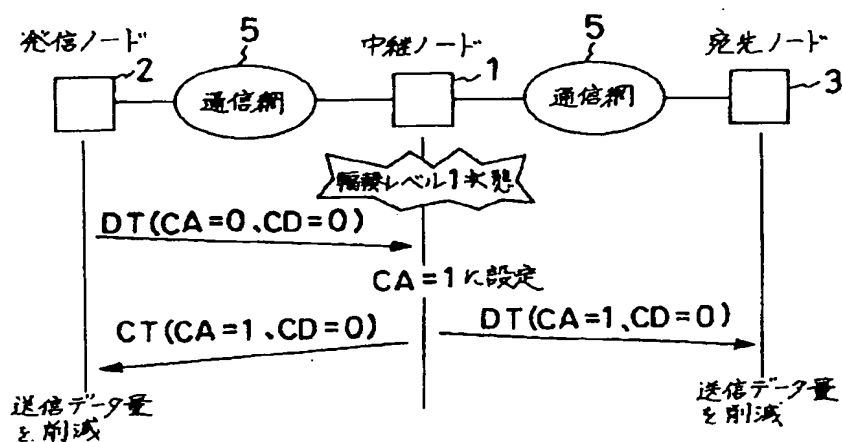 発信ノード
5
中継ノード
5
宛先ノード
2
通信網
1
通信網
3
輻輳レベル1状態
DT(CA=0、CD=0)
CA=1に設定
CT(CA=1、CD=0)
DT(CA=1、CD=0)
送信データ量
を削減
送信データ量
を削減